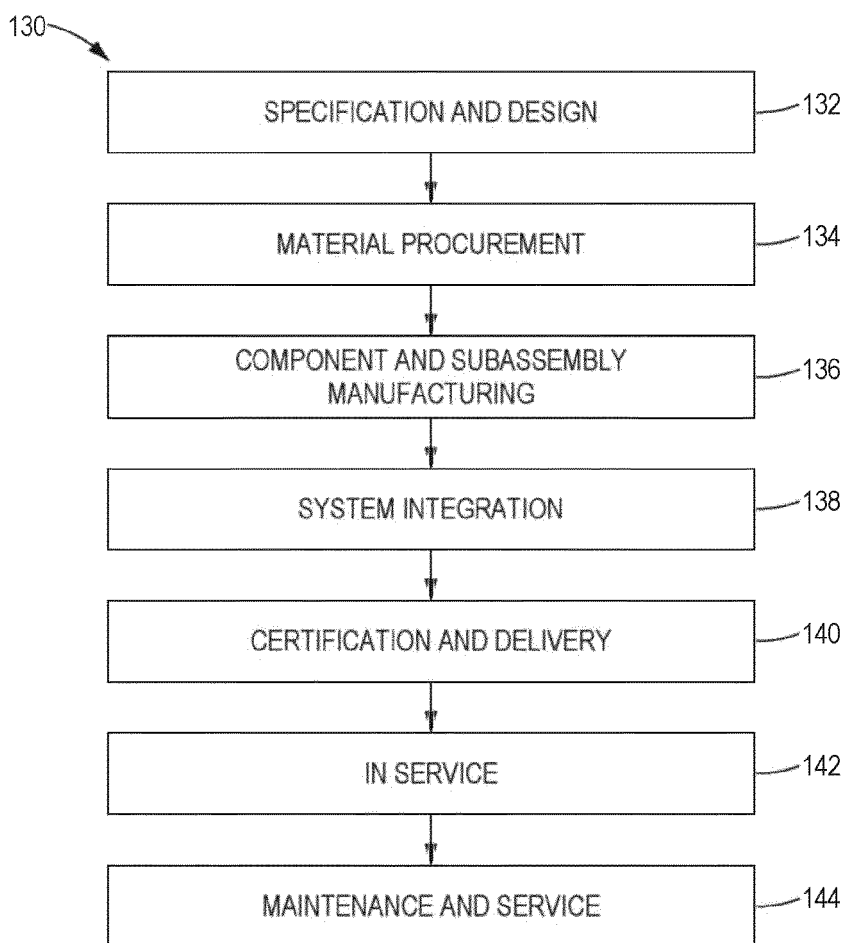 130
SPECIFICATION AND DESIGN
132
MATERIAL PROCUREMENT
134
COMPONENT AND SUBASSEMBLY
MANUFACTURING
136
SYSTEM INTEGRATION
138
CERTIFICATION AND DELIVERY
140
IN SERVICE
142
MAINTENANCE AND SERVICE
144